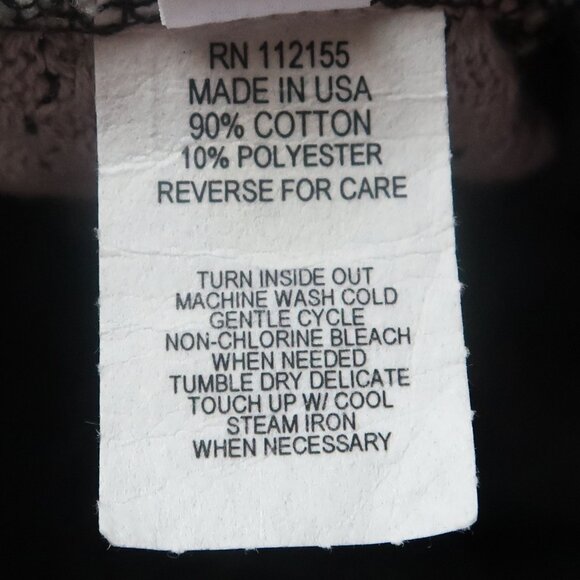 RN 112155
MADE IN USA
90% COTTON
10% POLYESTER
REVERSE FOR CARE
TURN INSIDE OUT
MACHINE WASH COLD
GENTLE CYCLE
NON-CHLORINE BLEACH
WHEN NEEDED
TUMBLE DRY DELICATE
TOUCH UP W/ COOL
STEAM IRON
WHEN NECESSARY